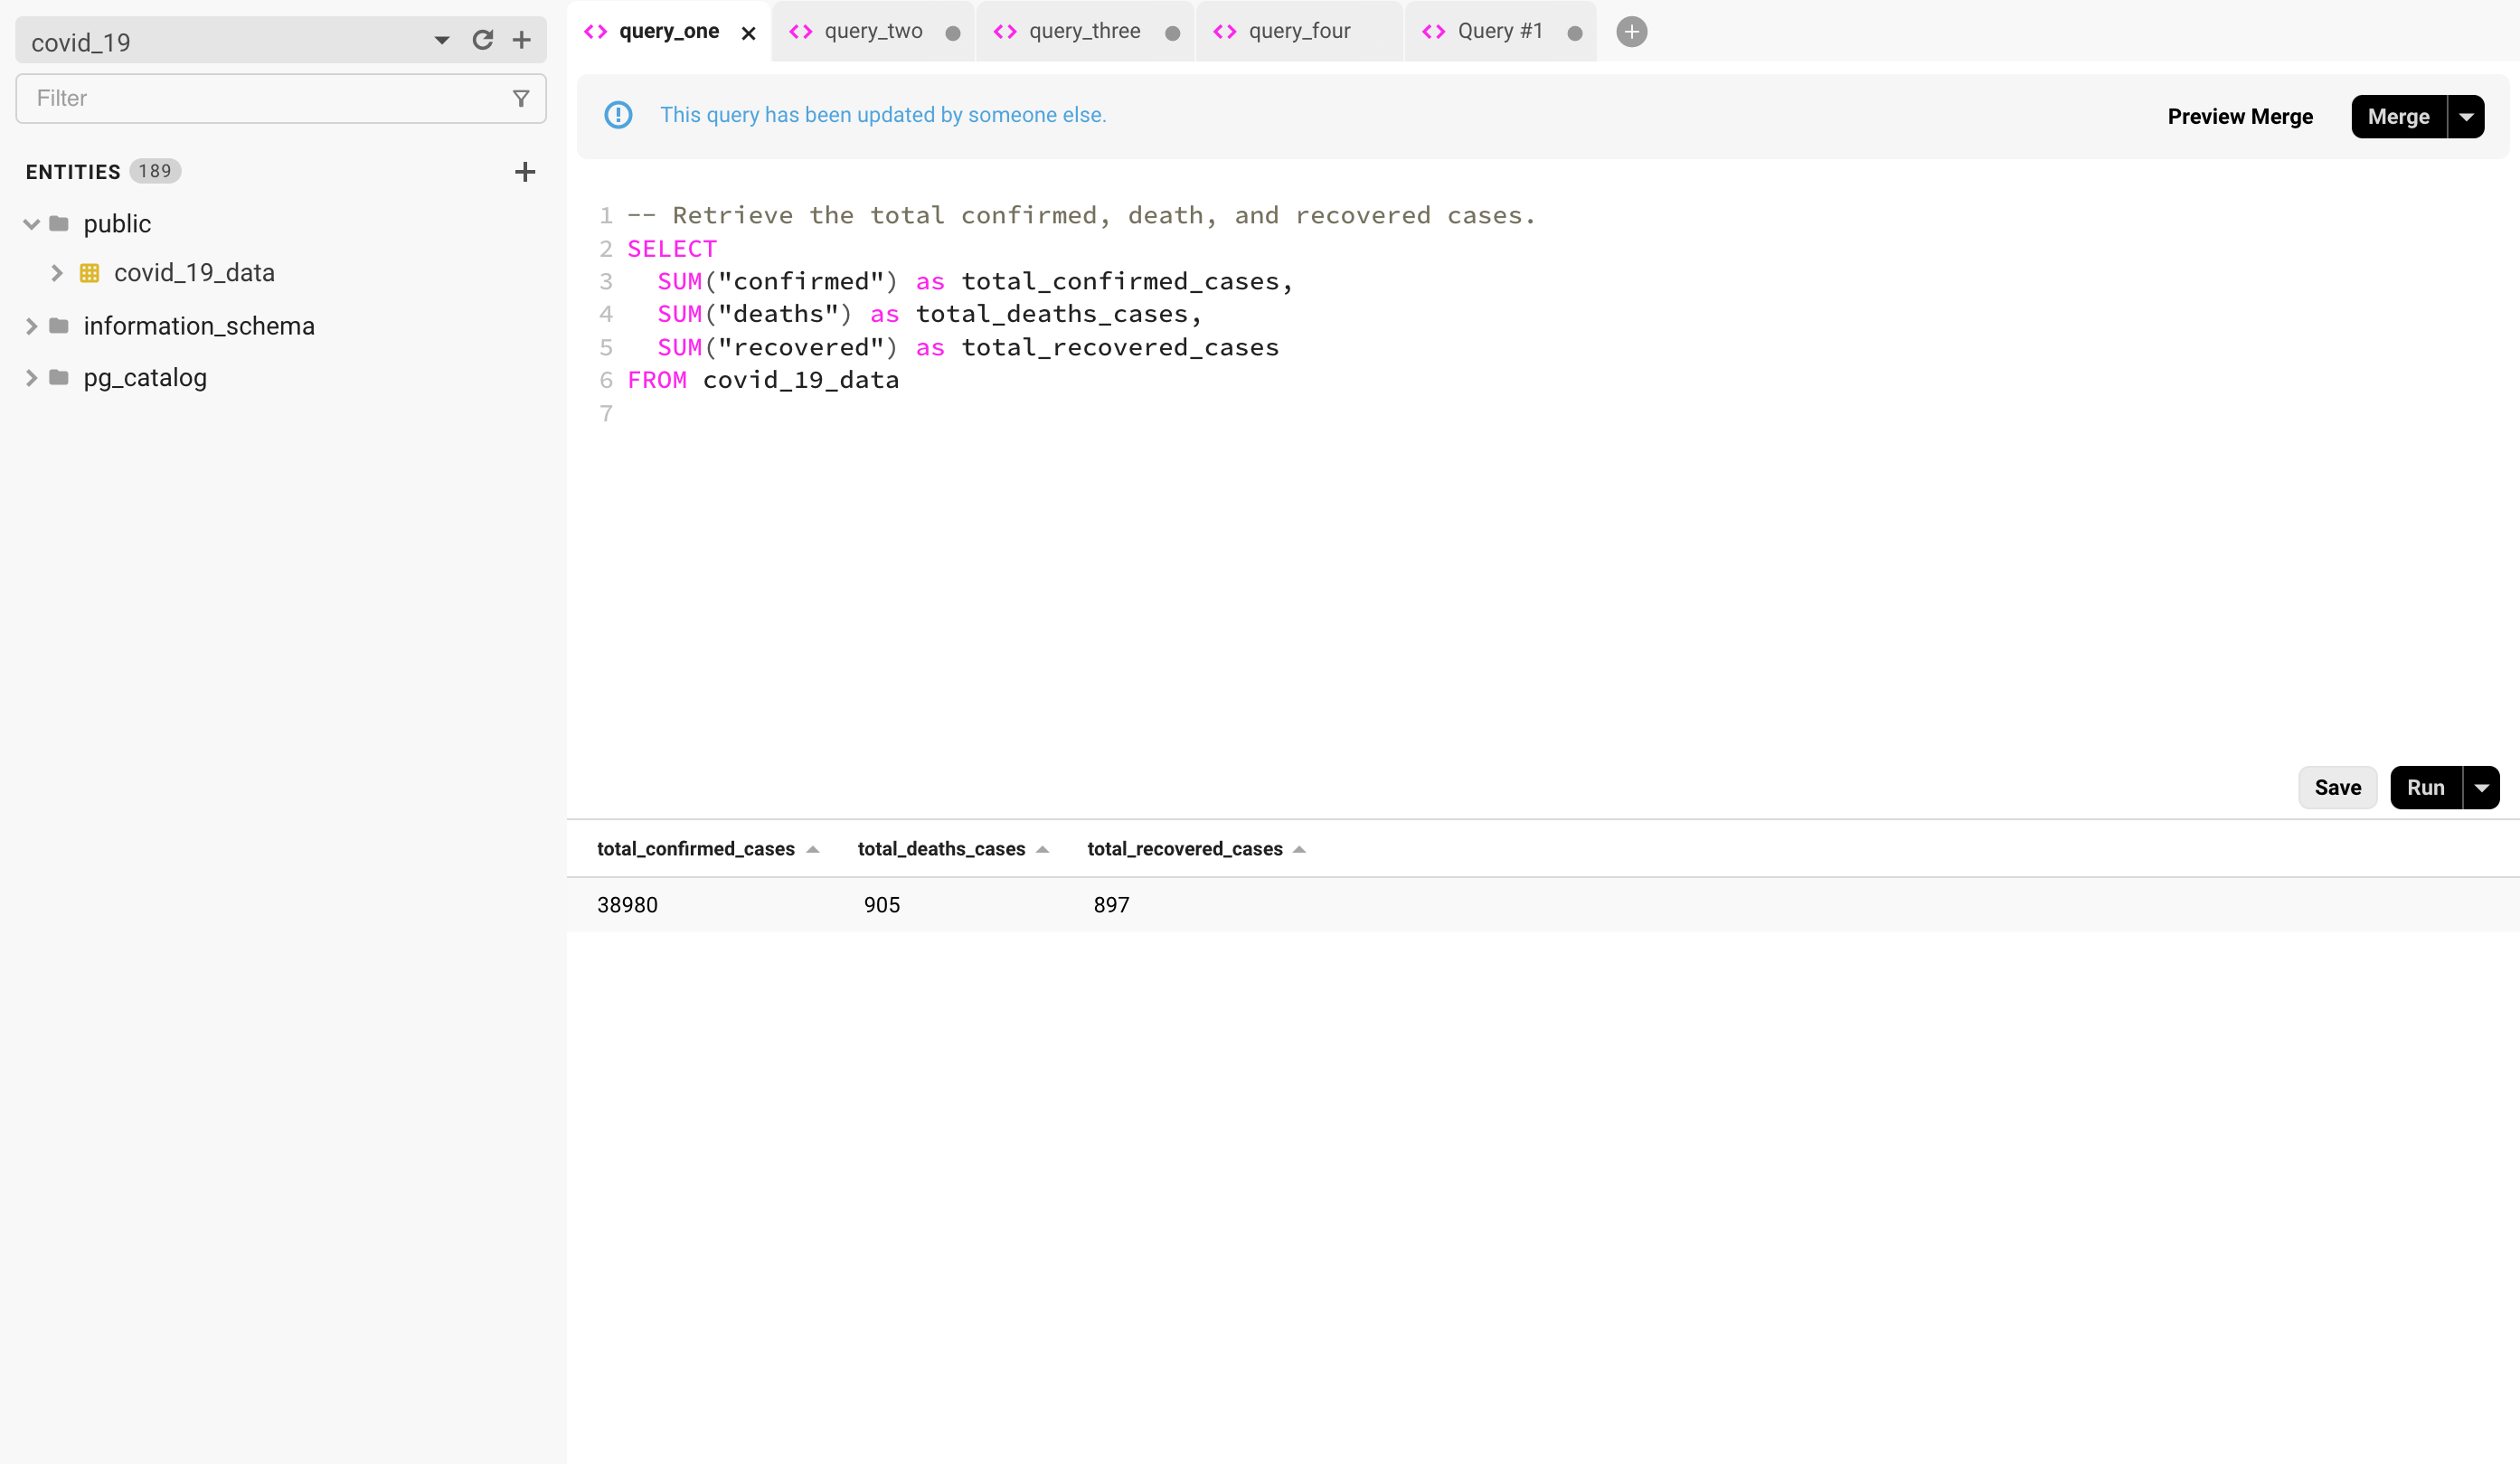 covid_19
Filter
ENTITIES 189
public
covid_19_data
information_schema
pg_catalog
query_one query_two query_three query_four Query #1
This query has been updated by someone else. Preview Merge Merge
1 -- Retrieve the total confirmed, death, and recovered cases.
2 SELECT
3 SUM("confirmed") as total_confirmed_cases,
4 SUM("deaths") as total_deaths_cases,
5 SUM("recovered") as total_recovered_cases
6 FROM covid_19_data
7
Save Run
total_confirmed_cases total_deaths_cases total_recovered_cases
38980 905 897